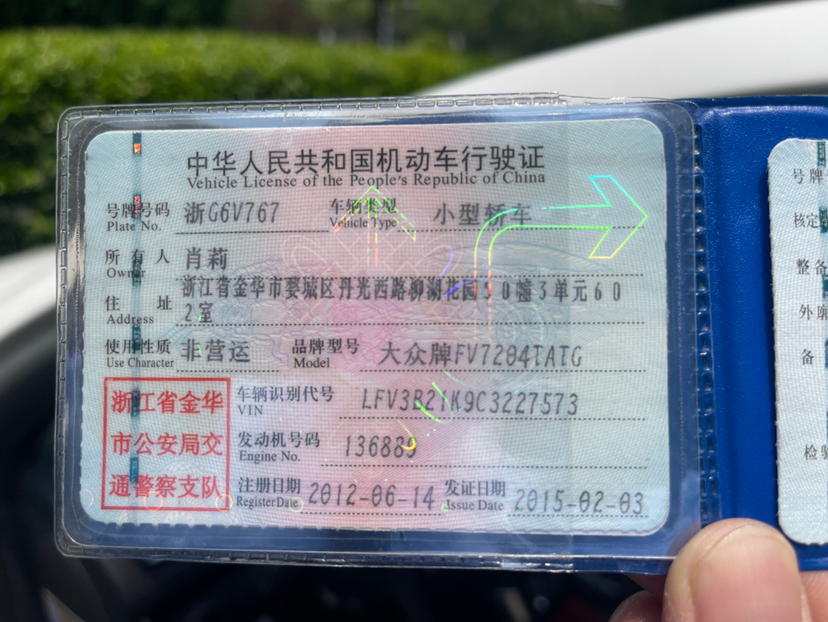 中华人民共和国机动车行驶证
Vehicle License of the People's Republic of China
号牌号码 浙G6V767 车辆类型 小型轿车
Plate No. Vehicle Type
所有人 肖莉
Owner
住址 浙江省金华市婺城区丹光西路柳湖花园50幢3单元60
Address 2室
使用性质 非营运 品牌型号 大众牌FV7204TATG
Use Character Model
浙江省金华
市公安局交
通警察支队
车辆识别代号 LFV3B21K9C3227573
VIN
发动机号码 136889
Engine No.
注册日期 2012-06-14 发证日期 2015-02-03
Register Date Issue Date
号牌
核定
整备
外廓
备
检验